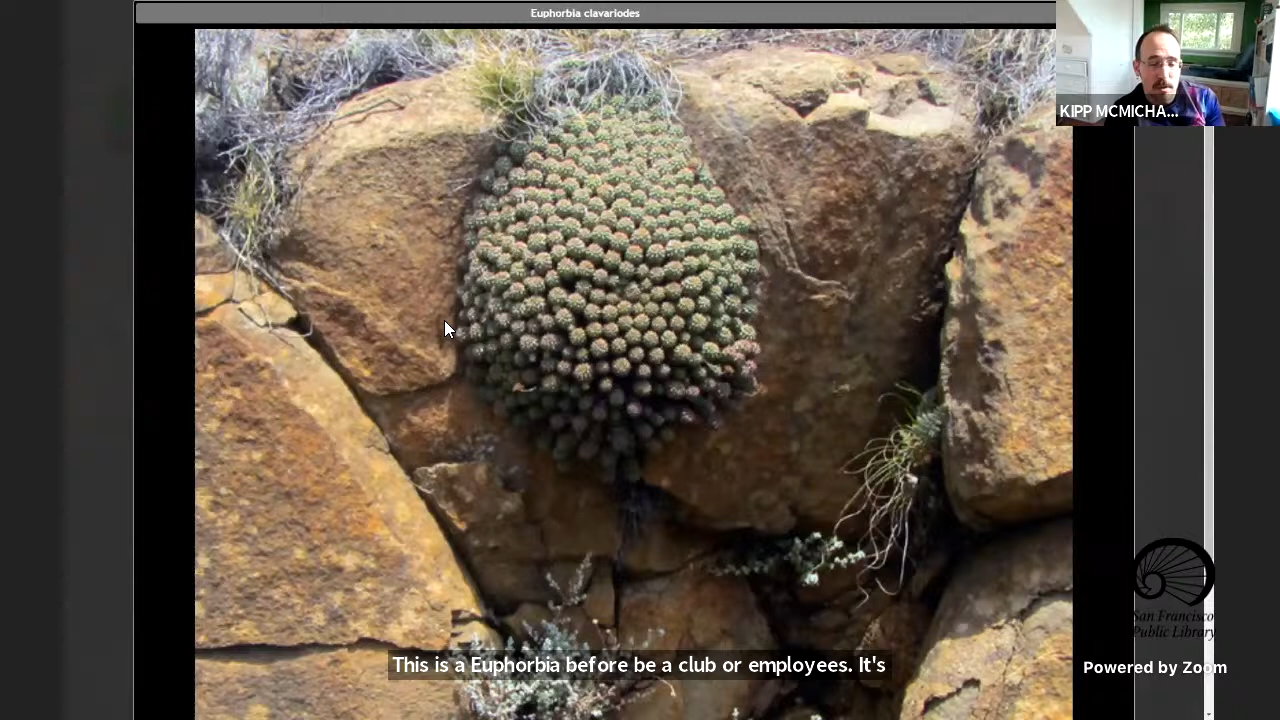 Euphorbia clavariodes
KIPP MCMICHA...
San Francisco
Public Library
This is a Euphorbia before be a club or employees. It's
Powered by Zoom